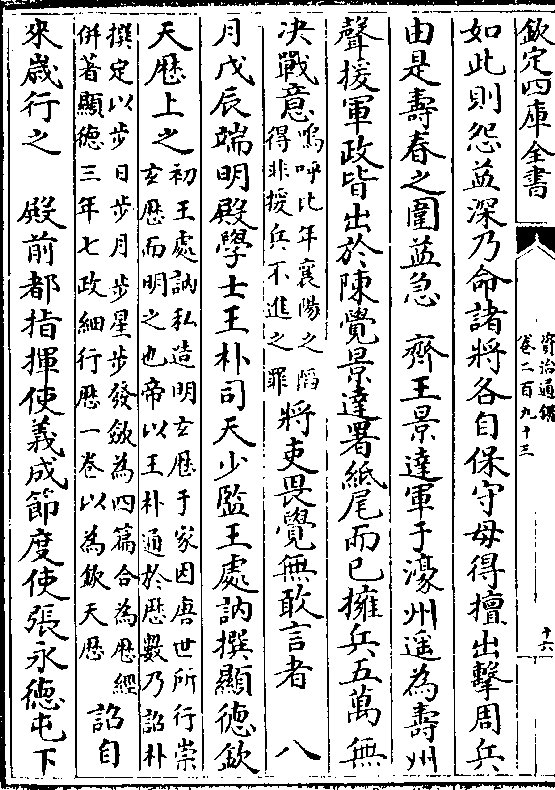 欽定四庫全書
資治通鑑
卷二百九十三
十六
如此則怨益深乃命諸將各自保守毋得擅出擊周兵
由是壽春之圍益急　齊王景達軍于濠州遥為壽州
聲援軍政皆出於陳覺景達署紙尾而已擁兵五萬無
决戰意嗚呼比年襄陽之䧟得非援兵不進之罪將吏畏覺無敢言者　八
月戊辰端明殿學士王朴司天少監王處訥撰顯德欽
天厯上之初王處訥私造明玄厯于家因唐世所行崇玄厯而明之也帝以王朴通於厯數乃詔朴
撰定以步日步月步星步發斂為四篇合為厯經併著顯德三年七政細行厯一卷以為欽天厯詔自
來歲行之　殿前都指揮使義成節度使張永德屯下